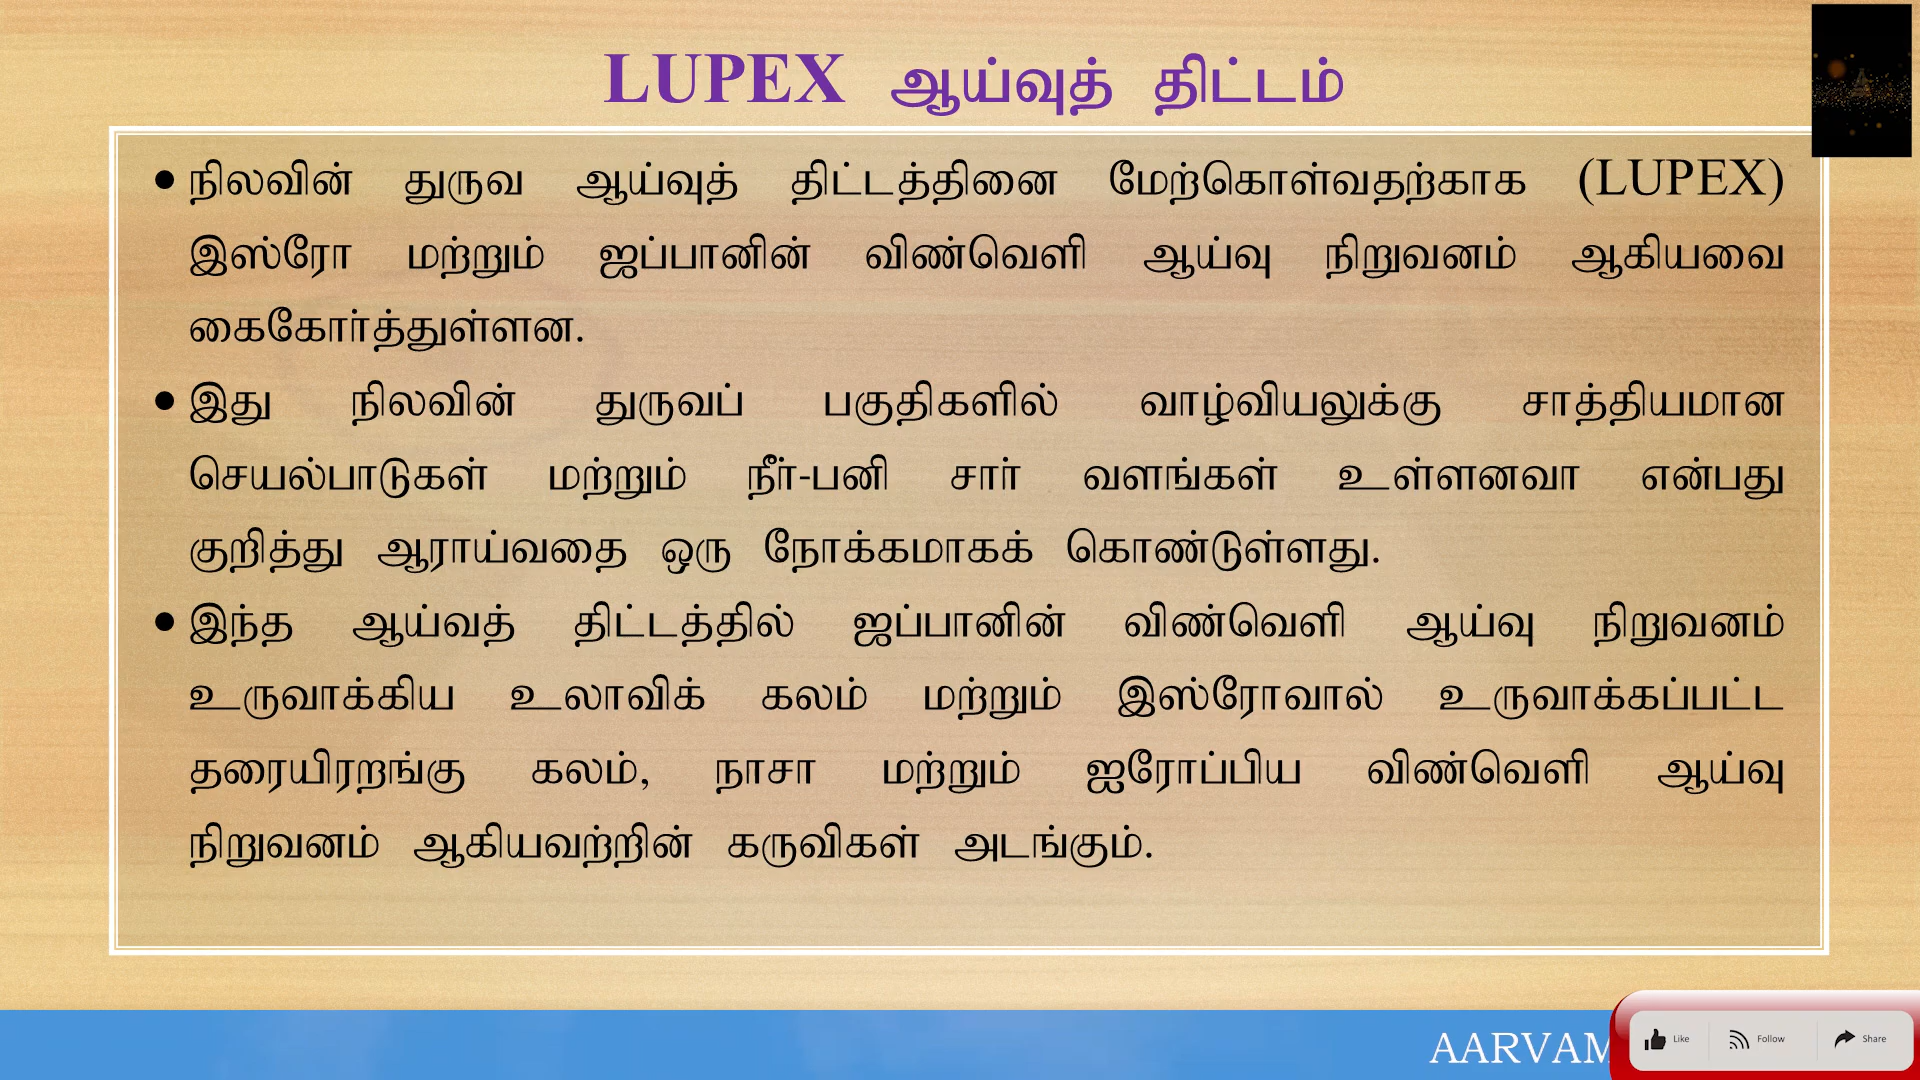 LUPEX ஆய்வுத் திட்டம்
• நிலவின் துருவ ஆய்வுத் திட்டத்தினை மேற்கொள்வதற்காக (LUPEX)
இஸ்ரோ மற்றும் ஜப்பானின் விண்வெளி ஆய்வு நிறுவனம் ஆகியவை
கைகோர்த்துள்ளன.
• இது நிலவின் துருவப் பகுதிகளில் வாழ்வியலுக்கு சாத்தியமான
செயல்பாடுகள் மற்றும் நீர்-பனி சார் வளங்கள் உள்ளனவா என்பது
குறித்து ஆராய்வதை ஒரு நோக்கமாகக் கொண்டுள்ளது.
• இந்த ஆய்வத் திட்டத்தில் ஜப்பானின் விண்வெளி ஆய்வு நிறுவனம்
உருவாக்கிய உலாவிக் கலம் மற்றும் இஸ்ரோவால் உருவாக்கப்பட்ட
தரையிரறங்கு கலம், நாசா மற்றும் ஐரோப்பிய விண்வெளி ஆய்வு
நிறுவனம் ஆகியவற்றின் கருவிகள் அடங்கும்.
AARVAM
Like Follow Share